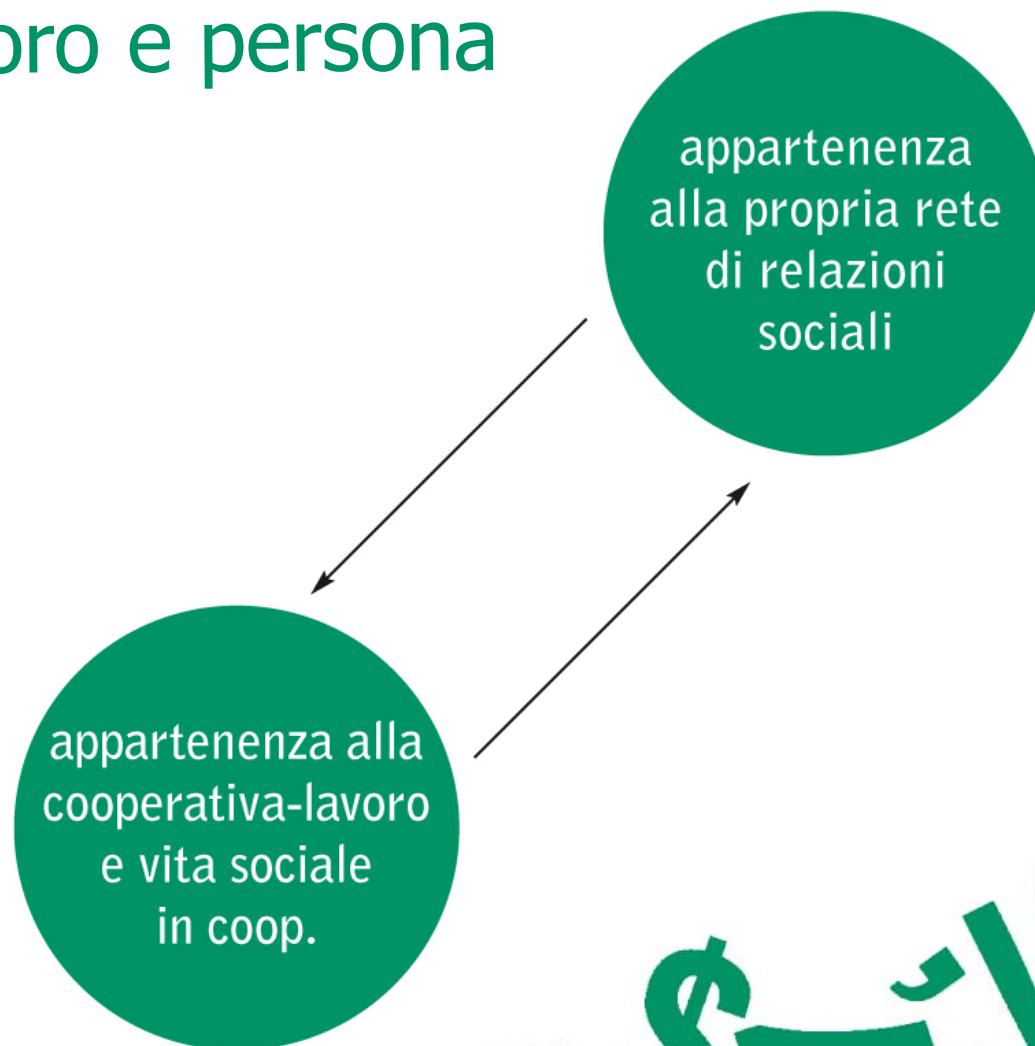 oro e persona
appartenenza
alla propria rete
di relazioni
sociali
appartenenza alla
cooperativa-lavoro
e vita sociale
in coop.